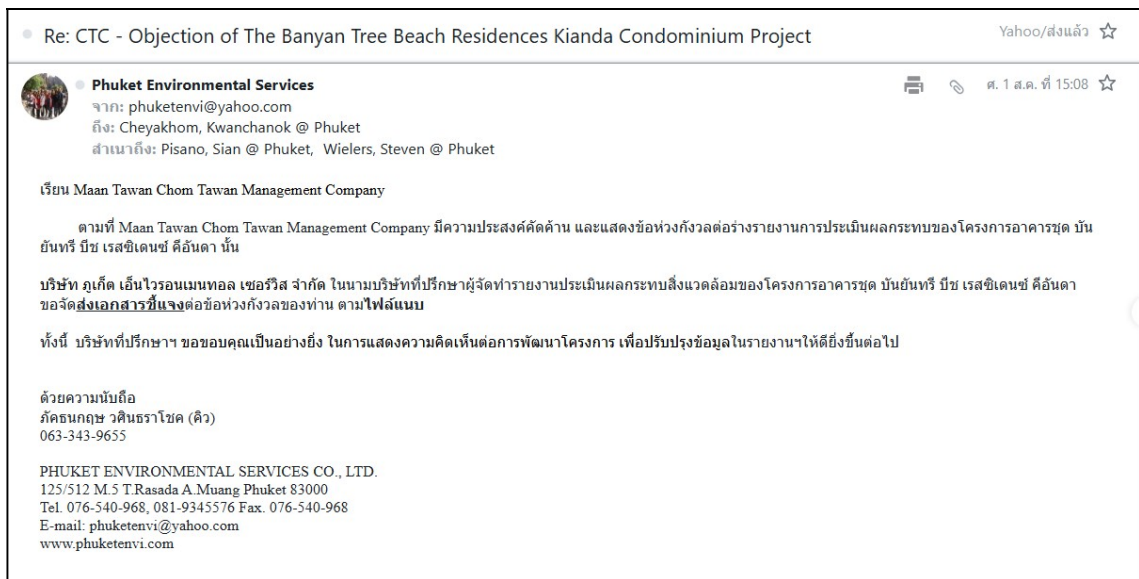 Re: CTC - Objection of The Banyan Tree Beach Residences Kianda Condominium Project
Yahoo/ส่งแล้ว
Phuket Environmental Services
ศ. 1 ส.ค. ที่ 15:08
จาก: phuketenvi@yahoo.com
ถึง: Cheyakhom, Kwanchanok @ Phuket
สำเนาถึง: Pisano, Sian @ Phuket, Wielers, Steven @ Phuket
เรียน Maan Tawan Chom Tawan Management Company
ตามที่ Maan Tawan Chom Tawan Management Company มีความประสงค์คัดค้าน และแสดงข้อห่วงกังวลต่อร่างรายงานการประเมินผลกระทบของโครงการอาคารชุด บัน
ยันทรี บีช เรสซิเดนซ์ คีอันดา นั้น
บริษัท ภูเก็ต เอ็นไวรอนเมนทอล เซอร์วิส จำกัด ในนามบริษัทที่ปรึกษาผู้จัดทำรายงานประเมินผลกระทบสิ่งแวดล้อมของโครงการอาคารชุด บันยันทรี บีช เรสซิเดนซ์ คีอันดา
ขอจัดส่งเอกสารชี้แจงต่อข้อห่วงกังวลของท่าน ตามไฟล์แนบ
ทั้งนี้ บริษัทที่ปรึกษาฯ ขอขอบคุณเป็นอย่างยิ่ง ในการแสดงความคิดเห็นต่อการพัฒนาโครงการ เพื่อปรับปรุงข้อมูลในรายงานฯให้ดียิ่งขึ้นต่อไป
ด้วยความนับถือ
ภัคธนกฤษ วศินธราโชค (คิว)
063-343-9655
PHUKET ENVIRONMENTAL SERVICES CO., LTD.
125/512 M.5 T.Rasada A.Muang Phuket 83000
Tel. 076-540-968, 081-9345576 Fax. 076-540-968
E-mail: phuketenvi@yahoo.com
www.phuketenvi.com